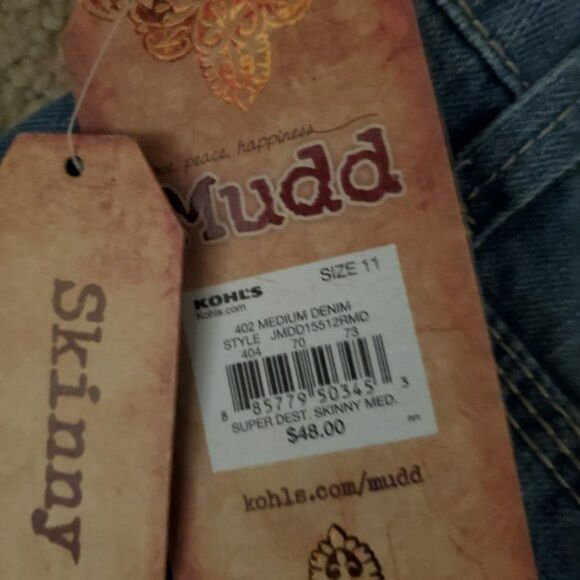 peace, happiness
Mudd
SIZE 11
KOHL'S
Kohls.com
402 MEDIUM DENIM
STYLE JMDD15512RMD
404 70 73
8 85779 50345 3
SUPER DEST. SKINNY MED.
$48.00
kohls.com/mudd
Skinny